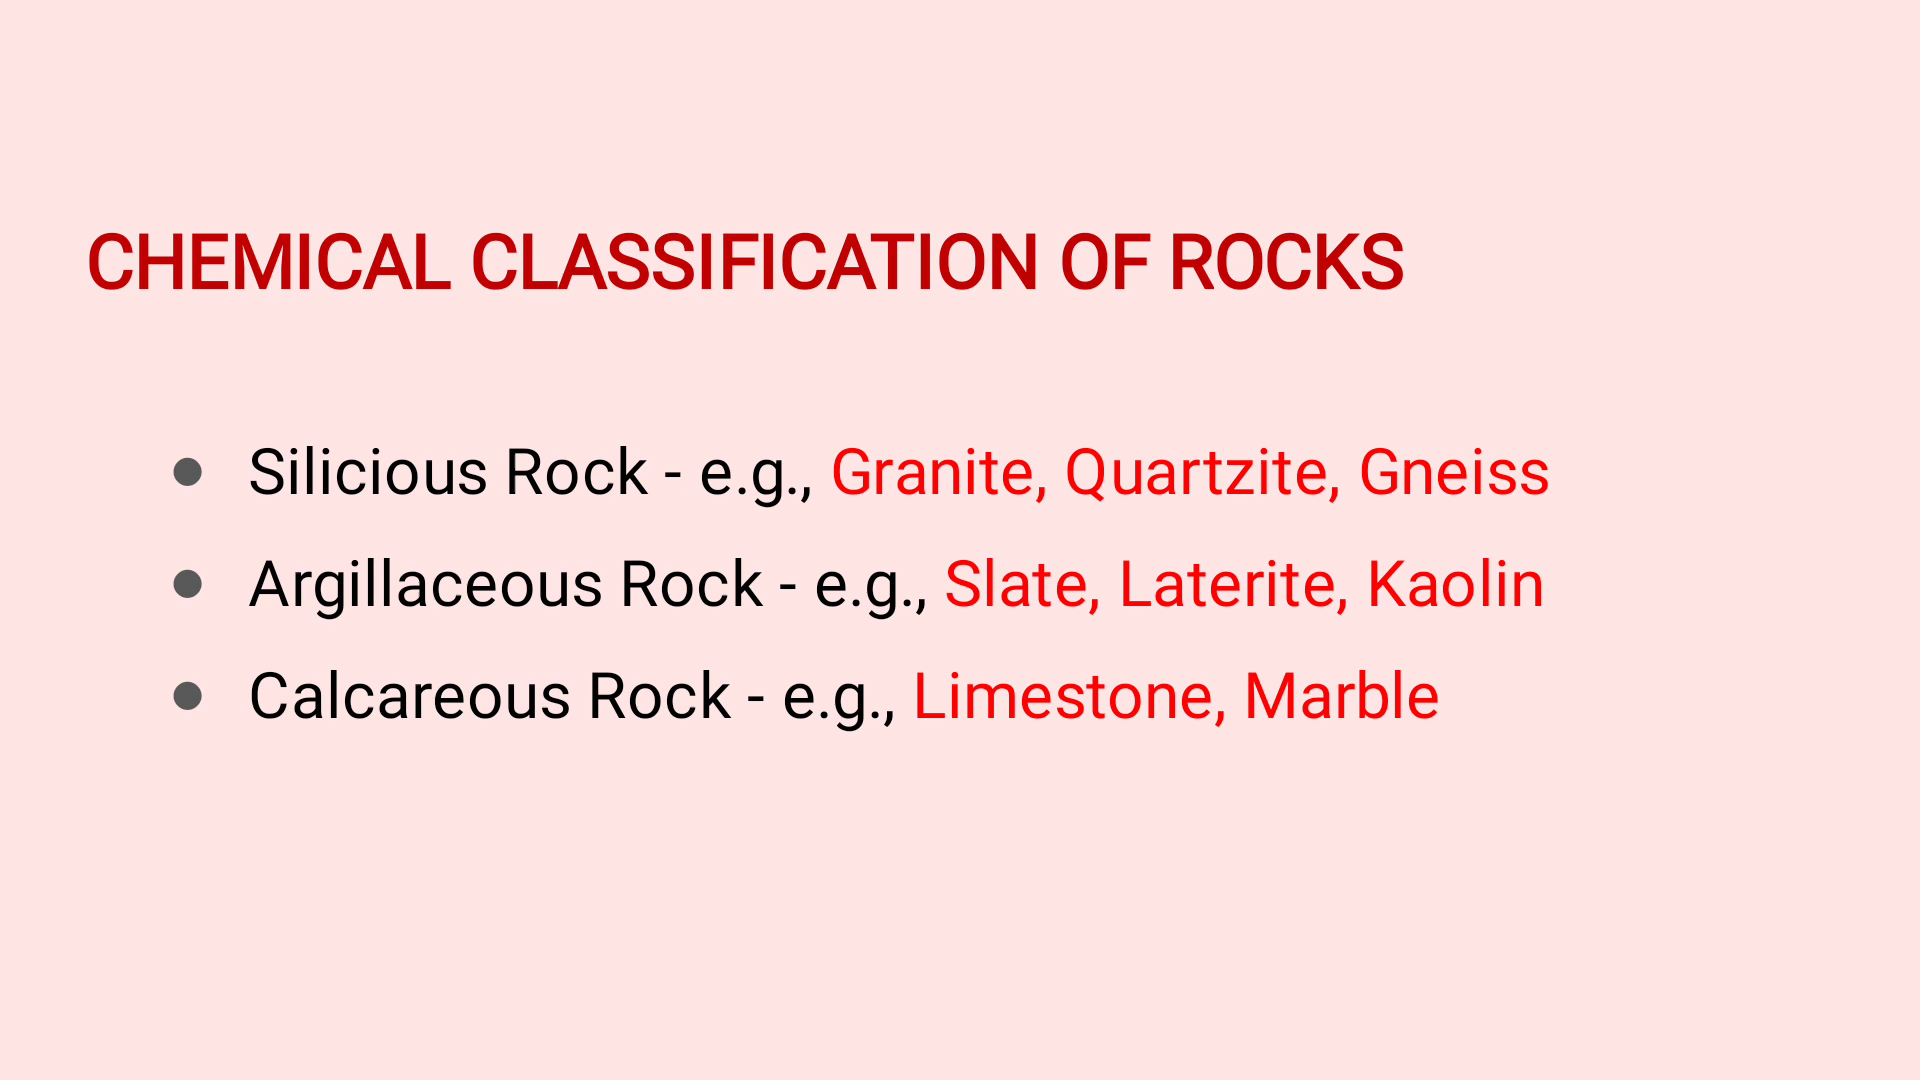 CHEMICAL CLASSIFICATION OF ROCKS
● Silicious Rock - e.g., Granite, Quartzite, Gneiss
● Argillaceous Rock - e.g., Slate, Laterite, Kaolin
● Calcareous Rock - e.g., Limestone, Marble